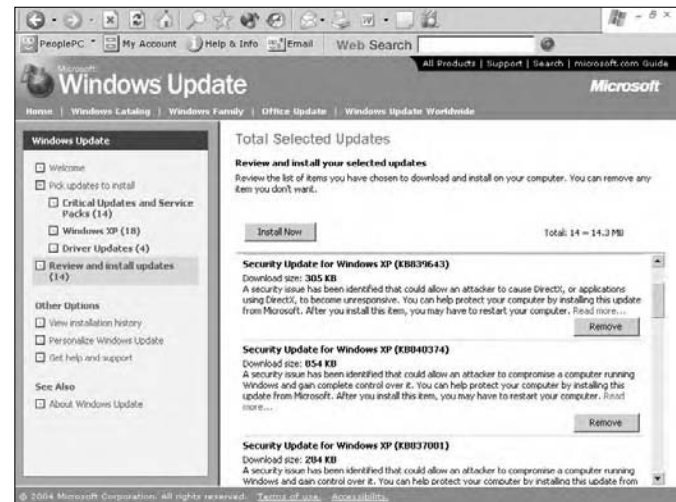 PeoplePC
My Account
Help & Info
Email
Web Search
All Products | Support | Search | microsoft.com Guide
Microsoft
Windows Update
Microsoft
Home | Windows Catalog | Windows Family | Office Update | Windows Update Worldwide
Windows Update
Welcome
Pick updates to install
Critical Updates and Service
Packs (14)
Windows XP (18)
Driver Updates (4)
Review and install updates
(14)
Other Options
View installation history
Personalize Windows Update
Get help and support
See Also
About Windows Update
Total Selected Updates
Review and install your selected updates
Review the list of items you have chosen to download and install on your computer. You can remove any
item you don't want.
Install Now
Total: 14 = 14.3 MB
Security Update for Windows XP (KB839643)
Download size: 305 KB
A security issue has been identified that could allow an attacker to cause DirectX, or applications
using DirectX, to become unresponsive. You can help protect your computer by installing this update
from Microsoft. After you install this item, you may have to restart your computer. Read more...
Remove
Security Update for Windows XP (KB840374)
Download size: 854 KB
A security issue has been identified that could allow an attacker to compromise a computer running
Windows and gain complete control over it. You can help protect your computer by installing this
update from Microsoft. After you install this item, you may have to restart your computer. Read
more...
Remove
Security Update for Windows XP (KB837001)
Download size: 284 KB
A security issue has been identified that could allow an attacker to compromise a computer running
Windows and gain control over it. You can help protect your computer by installing this update from
© 2004 Microsoft Corporation. All rights reserved. Terms of use. Accessibility.